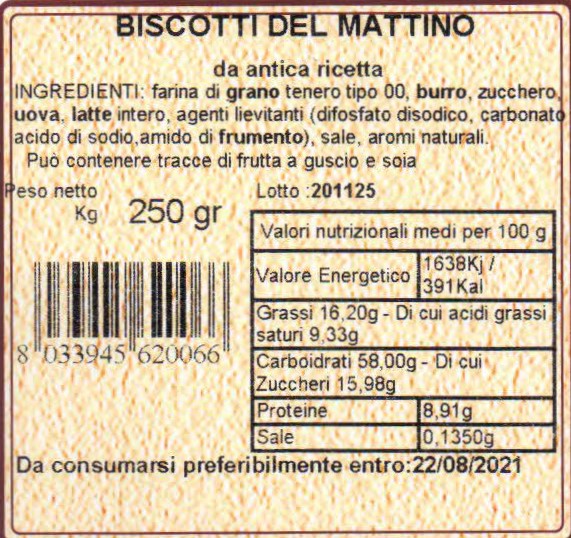 BISCOTTI DEL MATTINO
da antica ricetta
INGREDIENTI: farina di grano tenero tipo 00, burro, zucchero,
uova, latte intero, agenti lievitanti (difosfato disodico, carbonato
acido di sodio,amido di frumento), sale, aromi naturali.
Può contenere tracce di frutta a guscio e soia
Peso netto
Kg 250 gr
Lotto :201125
Valori nutrizionali medi per 100 g
Valore Energetico 1638Kj /
391Kal
Grassi 16,20g - Di cui acidi grassi
saturi 9,33g
Carboidrati 58,00g - Di cui
Zuccheri 15,98g
Proteine 8,91g
Sale 0,1350g
8 033945 620066
Da consumarsi preferibilmente entro:22/08/2021